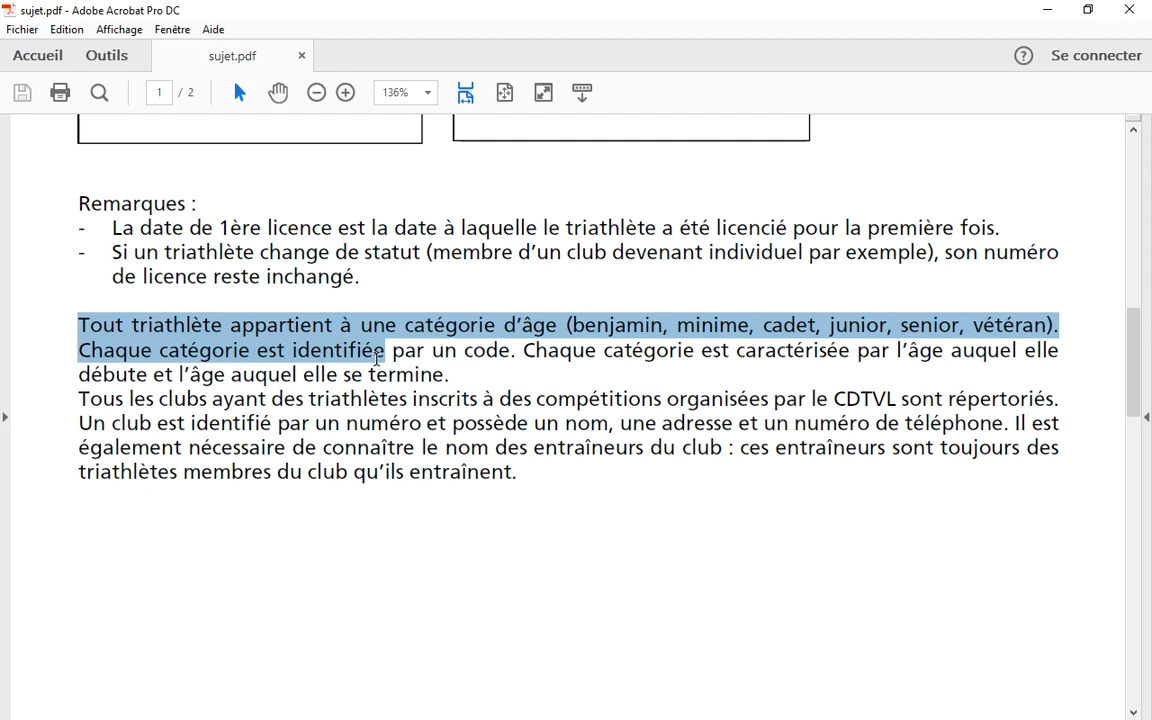 sujet.pdf - Adobe Acrobat Pro DC
Fichier Edition Affichage Fenêtre Aide
Accueil Outils sujet.pdf × ? Se connecter
1 / 2 136%
Remarques :
- La date de 1ère licence est la date à laquelle le triathlète a été licencié pour la première fois.
- Si un triathlète change de statut (membre d’un club devenant individuel par exemple), son numéro
de licence reste inchangé.
Tout triathlète appartient à une catégorie d’âge (benjamin, minime, cadet, junior, senior, vétéran).
Chaque catégorie est identifiée par un code. Chaque catégorie est caractérisée par l’âge auquel elle
débute et l’âge auquel elle se termine.
Tous les clubs ayant des triathlètes inscrits à des compétitions organisées par le CDTVL sont répertoriés.
Un club est identifié par un numéro et possède un nom, une adresse et un numéro de téléphone. Il est
également nécessaire de connaître le nom des entraîneurs du club : ces entraîneurs sont toujours des
triathlètes membres du club qu’ils entraînent.